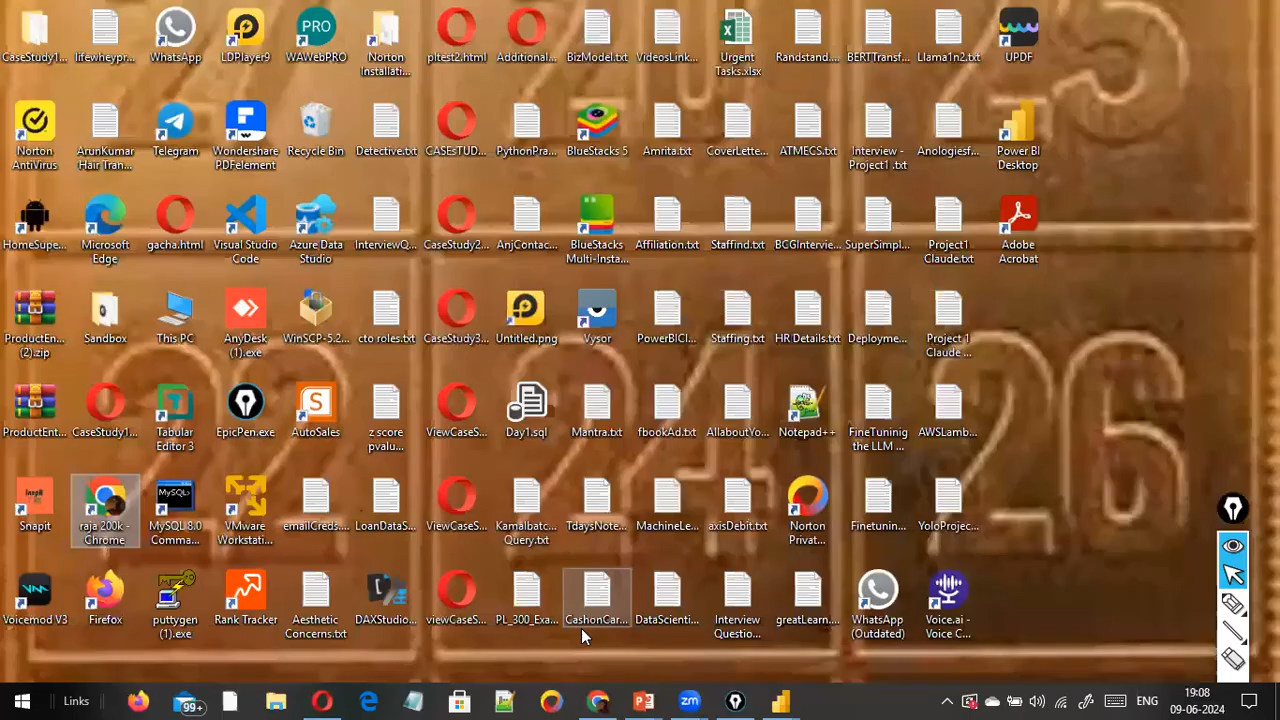 CaseStudy1...
lifewheypr...
WhatsApp
LDPlayer9
WAWebPRO
Norton
Installati...
pltest2.html
Additional...
BizModel.txt
VideosLink...
Urgent
Tasks.xlsx
Randstand....
BERTTransf...
Llama1n2.txt
UPDF
Norton
AntiVirus
ArunKumar
Hair Tran...
Telegram
Wondershare
PDFelement
Recycle Bin
Detective.txt
CASEsTUD...
PythonPra...
BlueStacks 5
Amrita.txt
CoverLette...
ATMECS.txt
Interview -
Project1 .txt
Anologiesf...
Power BI
Desktop
HomeSupe...
Microsoft
Edge
gacha.html
Visual Studio
Code
Azure Data
Studio
InterviewQ...
CaseStudy2...
AnjContac...
BlueStacks
Multi-Insta...
Affiliation.txt
Staffind.txt
BCGIntervie...
SuperSimpl...
Project1
Claude.txt
Adobe
Acrobat
ProductEn...
(2).zip
Sandbox
This PC
AnyDesk
(1).exe
WinSCP-5.2...
cto roles.txt
CaseStudy3...
Untitled.png
Vysor
PowerBICl...
Staffing.txt
HR Details.txt
Deployme...
Project 1
Claude ...
ProductEnt...
CaseStudy1...
Tabular
Editor 3
EpicPen.exe
AutoSales
z score
pvalu...
ViewCaseS...
Day1.sql
Mantra.txt
fbookAd.txt
AllaboutYo...
Notepad++
FineTuninig
the LLM ...
AWSLamb...
Snapit
raja 200k -
Chrome
MySQL 8.0
Comma...
VMware
Workstati...
emailCreds....
LoanDataS...
ViewCaseS...
Kamalbatc...
Query.txt
TdaysNote...
MachineLe...
axisDebit.txt
Norton
Privat...
Finetunin...
YoloProjec...
Voicemod V3
Firefox
puttygen
(1).exe
Rank Tracker
Aesthetic
Concerns.txt
DAXStudio...
viewCaseS...
PL_300_Exa...
CashonCar...
DataScienti...
Interview
Questio...
greatLearn....
WhatsApp
(Outdated)
Voice.ai -
Voice C...
Links
99+
zm
ENG
19:08
09-06-2024